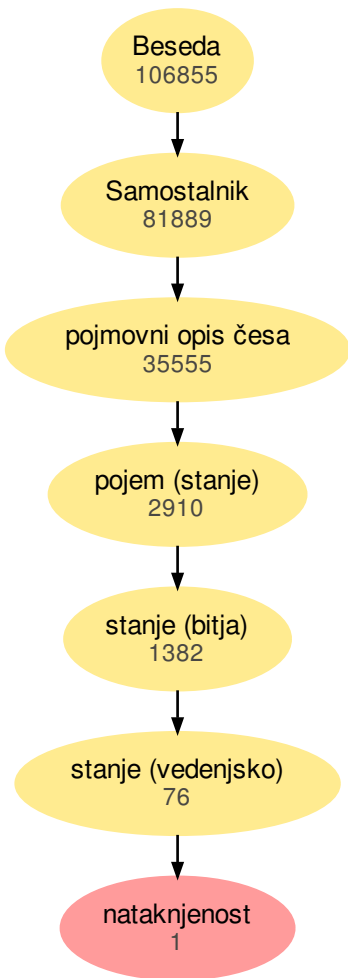 Beseda
106855
Samostalnik
81889
pojmovni opis česa
35555
pojem (stanje)
2910
stanje (bitja)
1382
stanje (vedenjsko)
76
nataknjenost
1